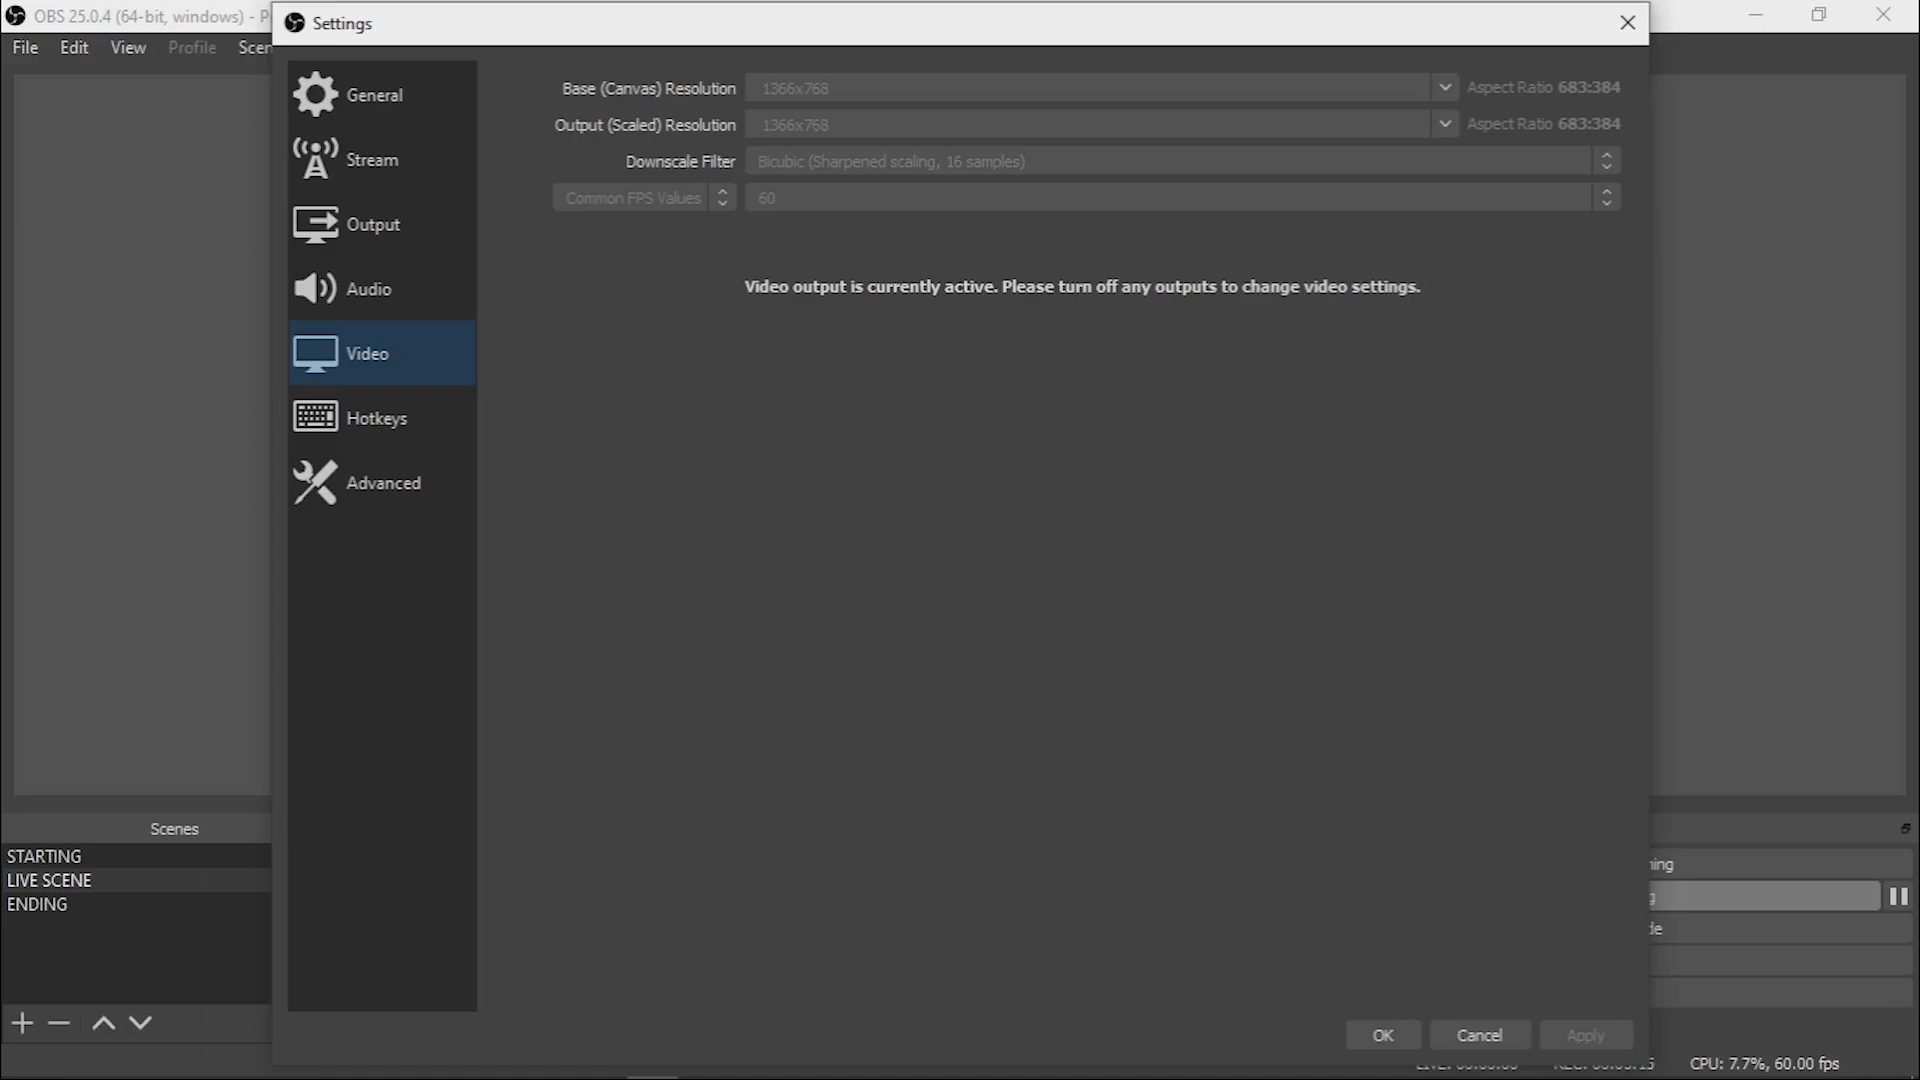 OBS 25.0.4 (64-bit, windows) - P
Settings
File Edit View Profile Scen
General
Stream
Output
Audio
Video
Hotkeys
Advanced
Base (Canvas) Resolution 1366x768 Aspect Ratio 683:384
Output (Scaled) Resolution 1366x768 Aspect Ratio 683:384
Downscale Filter Bicubic (Sharpened scaling, 16 samples)
Common FPS Values 60
Video output is currently active. Please turn off any outputs to change video settings.
Scenes
STARTING
LIVE SCENE
ENDING
ning
g
de
OK Cancel Apply
CPU: 7.7%, 60.00 fps